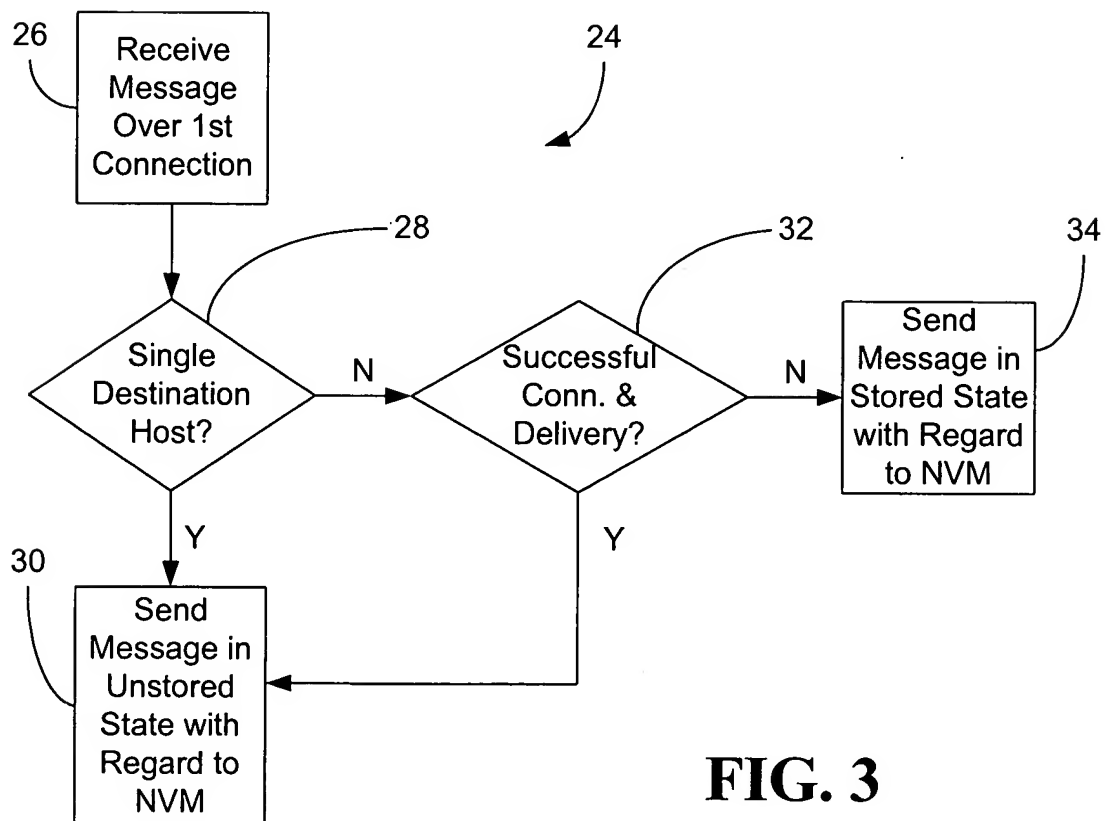 26
Receive
Message
Over 1st
Connection
24
28
32
34
Single
Destination
Host?
N
Successful
Conn. &
Delivery?
N
Send
Message in
Stored State
with Regard
to NVM
Y
Y
30
Send
Message in
Unstored
State with
Regard to
NVM
FIG. 3